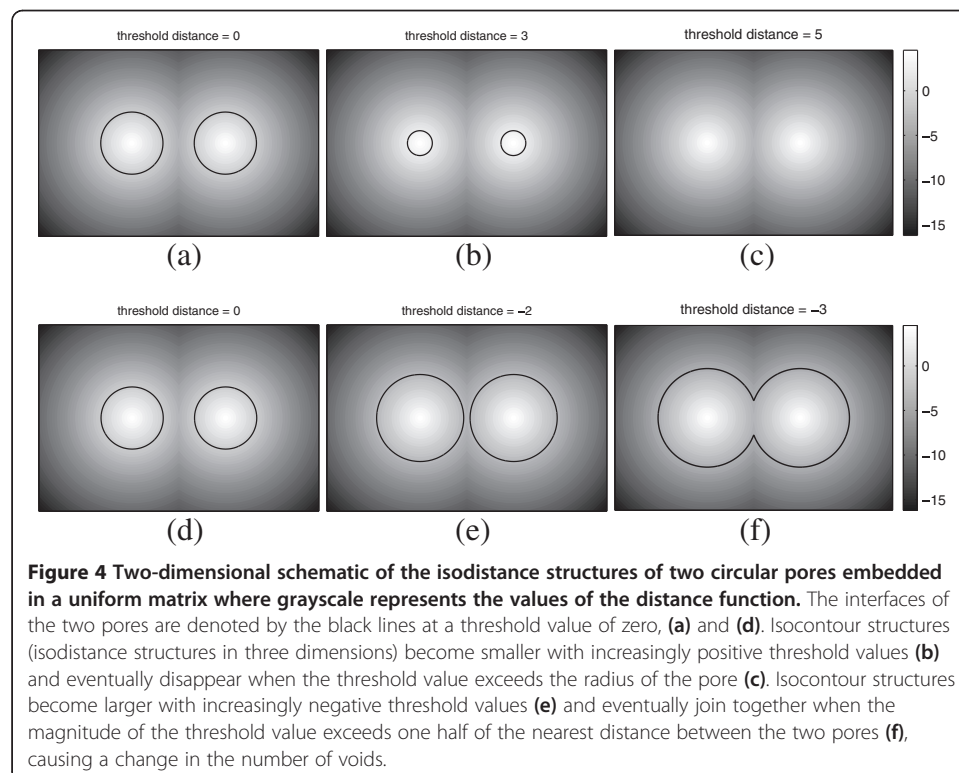 threshold distance = 0
threshold distance = 3
threshold distance = 5
0
−5
−10
−15
(a)
(b)
(c)
threshold distance = 0
threshold distance = −2
threshold distance = −3
0
−5
−10
−15
(d)
(e)
(f)
Figure 4 Two-dimensional schematic of the isodistance structures of two circular pores embedded
in a uniform matrix where grayscale represents the values of the distance function. The interfaces of
the two pores are denoted by the black lines at a threshold value of zero, (a) and (d). Isocontour structures
(isodistance structures in three dimensions) become smaller with increasingly positive threshold values (b)
and eventually disappear when the threshold value exceeds the radius of the pore (c). Isocontour structures
become larger with increasingly negative threshold values (e) and eventually join together when the
magnitude of the threshold value exceeds one half of the nearest distance between the two pores (f),
causing a change in the number of voids.